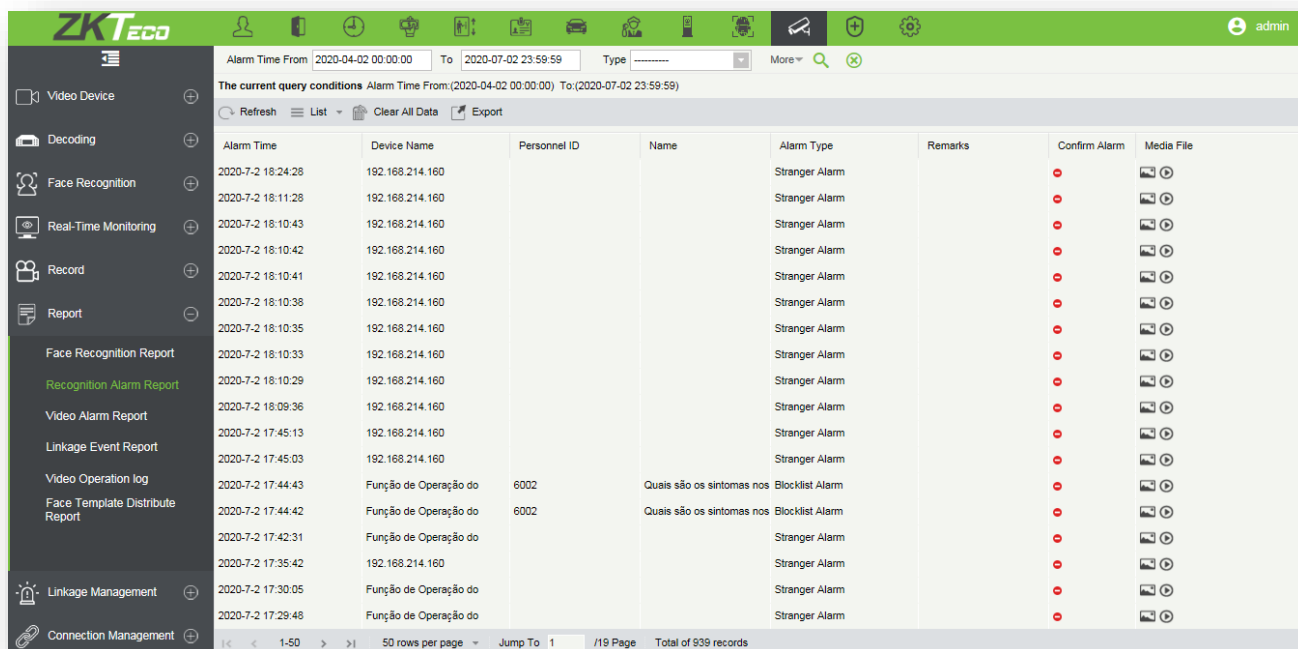 ZKTeco
admin
Alarm Time From 2020-04-02 00:00:00 To 2020-07-02 23:59:59 Type ---------- More
The current query conditions Alarm Time From:(2020-04-02 00:00:00) To:(2020-07-02 23:59:59)
Refresh List Clear All Data Export
Video Device
Decoding
Face Recognition
Real-Time Monitoring
Record
Report
Face Recognition Report
Recognition Alarm Report
Video Alarm Report
Linkage Event Report
Video Operation log
Face Template Distribute
Report
Linkage Management
Connection Management
Alarm Time Device Name Personnel ID Name Alarm Type Remarks Confirm Alarm Media File
2020-7-2 18:24:28 192.168.214.160 Stranger Alarm
2020-7-2 18:11:28 192.168.214.160 Stranger Alarm
2020-7-2 18:10:43 192.168.214.160 Stranger Alarm
2020-7-2 18:10:42 192.168.214.160 Stranger Alarm
2020-7-2 18:10:41 192.168.214.160 Stranger Alarm
2020-7-2 18:10:38 192.168.214.160 Stranger Alarm
2020-7-2 18:10:35 192.168.214.160 Stranger Alarm
2020-7-2 18:10:33 192.168.214.160 Stranger Alarm
2020-7-2 18:10:29 192.168.214.160 Stranger Alarm
2020-7-2 18:09:36 192.168.214.160 Stranger Alarm
2020-7-2 17:45:13 192.168.214.160 Stranger Alarm
2020-7-2 17:45:03 192.168.214.160 Stranger Alarm
2020-7-2 17:44:43 Função de Operação do 6002 Quais são os sintomas nos Blocklist Alarm
2020-7-2 17:44:42 Função de Operação do 6002 Quais são os sintomas nos Blocklist Alarm
2020-7-2 17:42:31 Função de Operação do Stranger Alarm
2020-7-2 17:35:42 192.168.214.160 Stranger Alarm
2020-7-2 17:30:05 Função de Operação do Stranger Alarm
2020-7-2 17:29:48 Função de Operação do Stranger Alarm
1-50 50 rows per page Jump To 1 /19 Page Total of 939 records